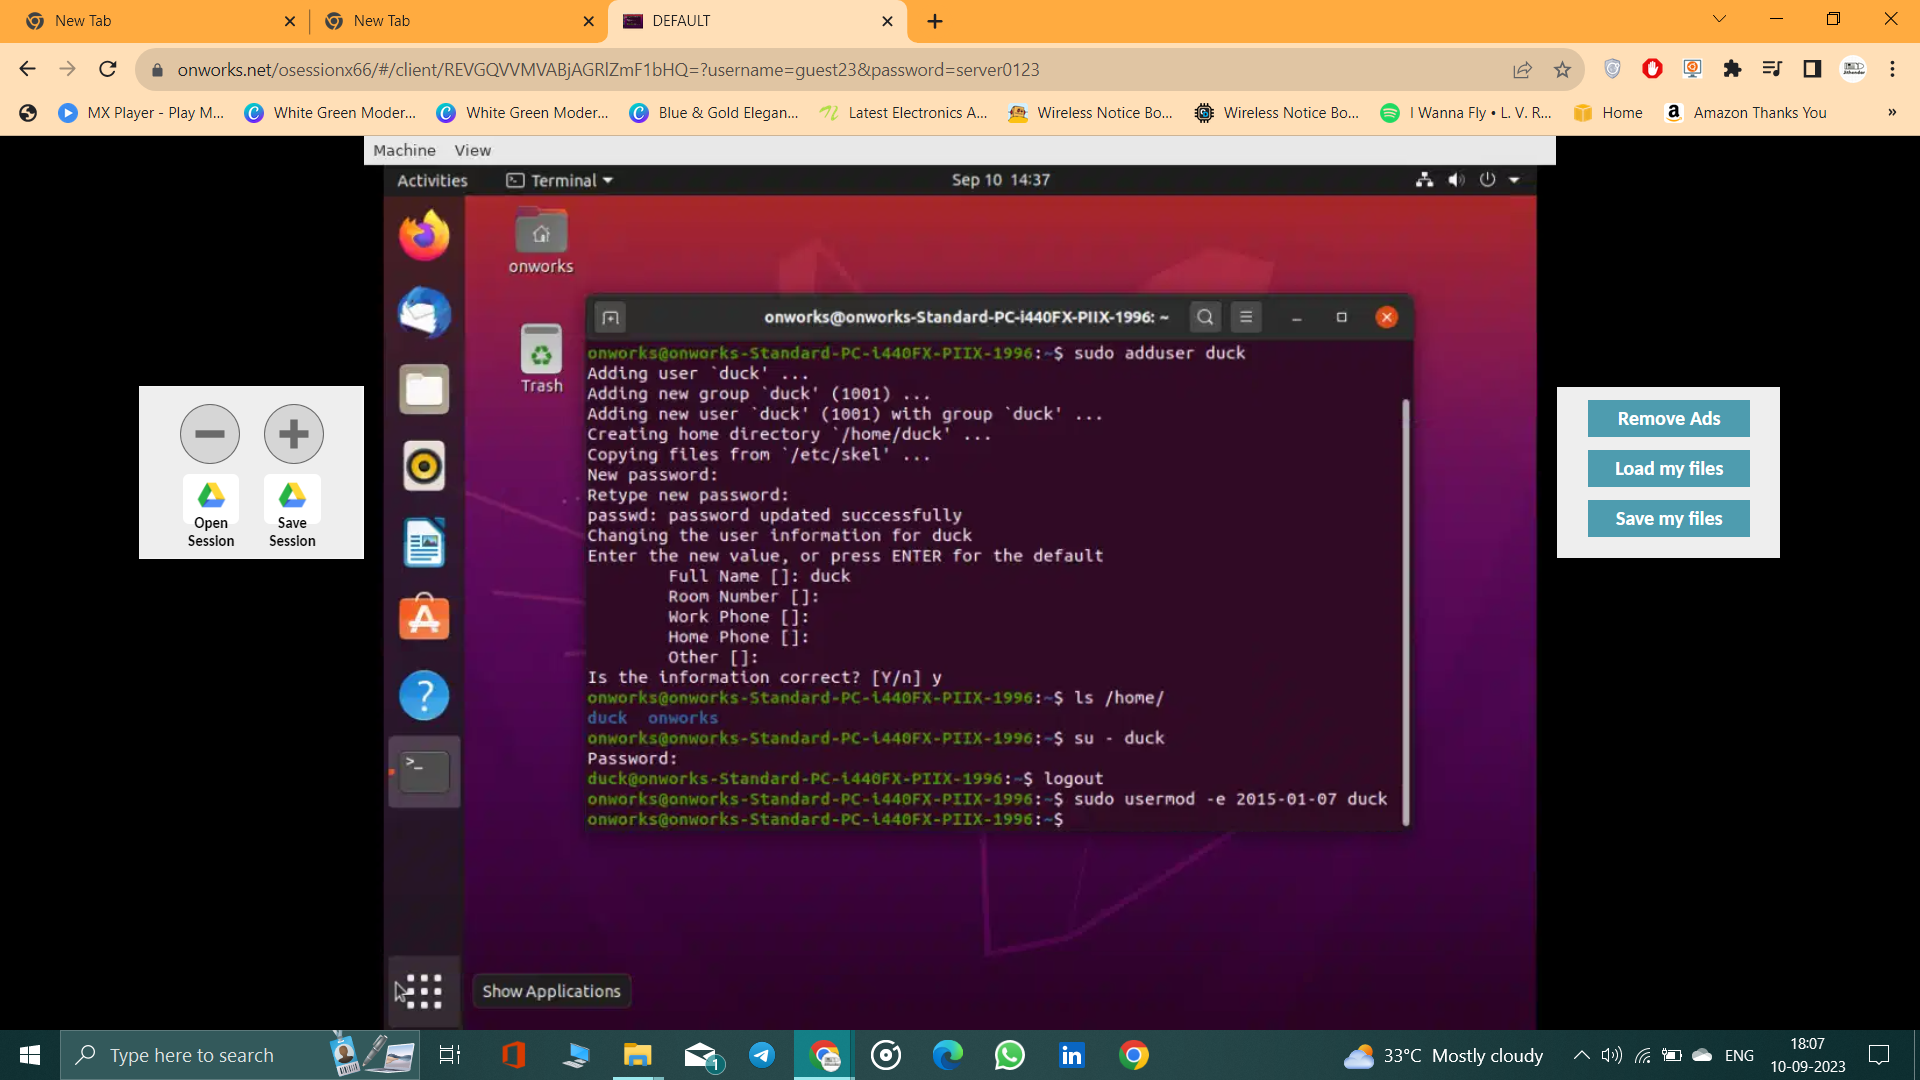 New Tab
New Tab
DEFAULT
onworks.net/osessionx66/#/client/REVGQVVMVABjAGRlZmF1bHQ=?username=guest23&password=server0123
MX Player - Play M...
White Green Moder...
White Green Moder...
Blue & Gold Elegan...
Latest Electronics A...
Wireless Notice Bo...
Wireless Notice Bo...
I Wanna Fly • L. V. R...
Home
Amazon Thanks You
»
Machine View
Activities
Terminal
Sep 10 14:37
onworks
Trash
onworks@onworks-Standard-PC-i440FX-PIIX-1996: ~
onworks@onworks-Standard-PC-i440FX-PIIX-1996:~$ sudo adduser duck
Adding user `duck' ...
Adding new group `duck' (1001) ...
Adding new user `duck' (1001) with group `duck' ...
Creating home directory `/home/duck' ...
Copying files from `/etc/skel' ...
New password:
Retype new password:
passwd: password updated successfully
Changing the user information for duck
Enter the new value, or press ENTER for the default
Full Name []: duck
Room Number []:
Work Phone []:
Home Phone []:
Other []:
Is the information correct? [Y/n] y
onworks@onworks-Standard-PC-i440FX-PIIX-1996:~$ ls /home/
duck onworks
onworks@onworks-Standard-PC-i440FX-PIIX-1996:~$ su - duck
Password:
duck@onworks-Standard-PC-i440FX-PIIX-1996:~$ logout
onworks@onworks-Standard-PC-i440FX-PIIX-1996:~$ sudo usermod -e 2015-01-07 duck
onworks@onworks-Standard-PC-i440FX-PIIX-1996:~$
Open
Session
Save
Session
Remove Ads
Load my files
Save my files
Show Applications
Type here to search
1
33°C Mostly cloudy
ENG
18:07
10-09-2023